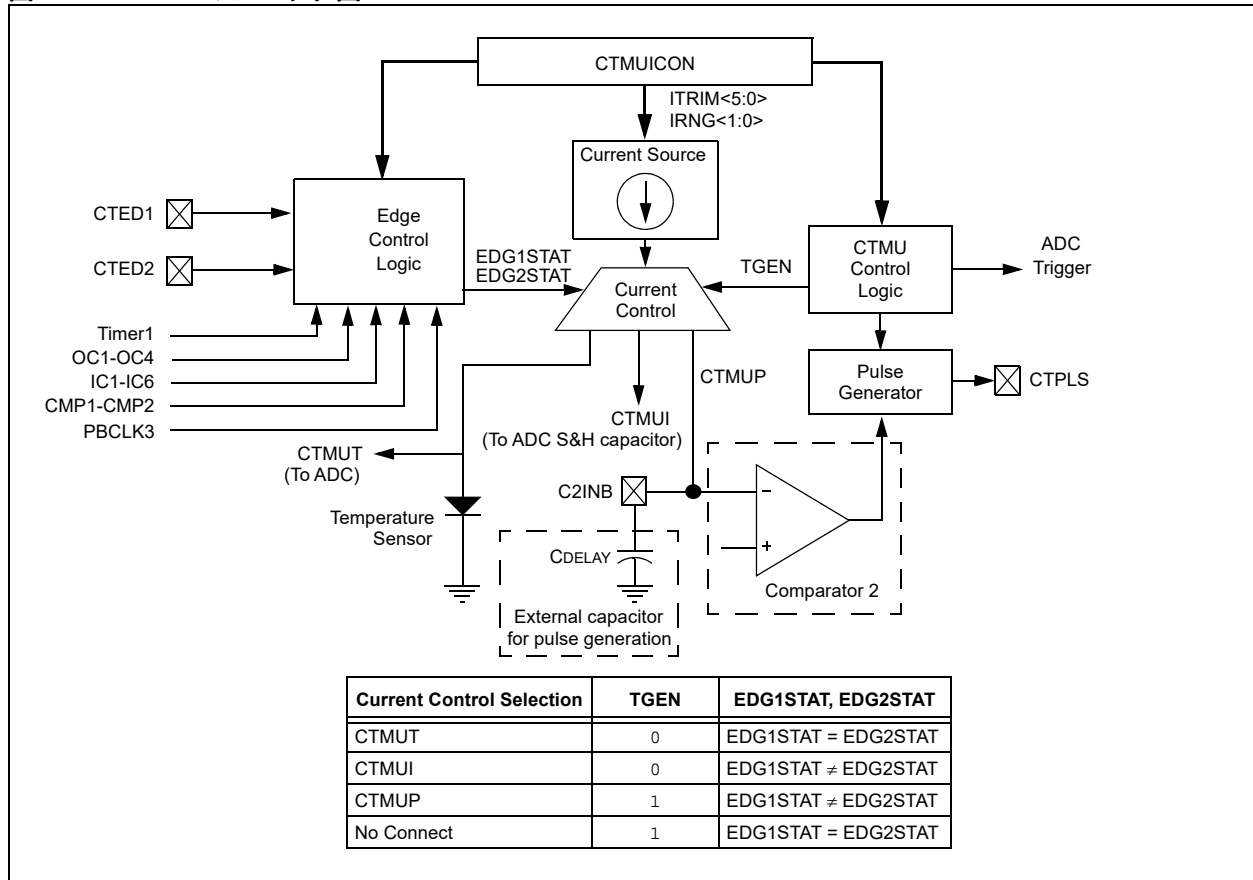 CTMUICON
ITRIM<5:0>
IRNG<1:0>
Current Source
CTED1
CTED2
Edge
Control
Logic
EDG1STAT
EDG2STAT
Current
Control
TGEN
CTMU
Control
Logic
ADC
Trigger
Timer1
OC1-OC4
IC1-IC6
CMP1-CMP2
PBCLK3
CTMUT
(To ADC)
CTMUI
(To ADC S&H capacitor)
CTMUP
Pulse
Generator
CTPLS
C2INB
Temperature
Sensor
CDELAY
External capacitor
for pulse generation
−
+
Comparator 2
Current Control Selection TGEN EDG1STAT, EDG2STAT
CTMUT 0 EDG1STAT = EDG2STAT
CTMUI 0 EDG1STAT ≠ EDG2STAT
CTMUP 1 EDG1STAT ≠ EDG2STAT
No Connect 1 EDG1STAT = EDG2STAT